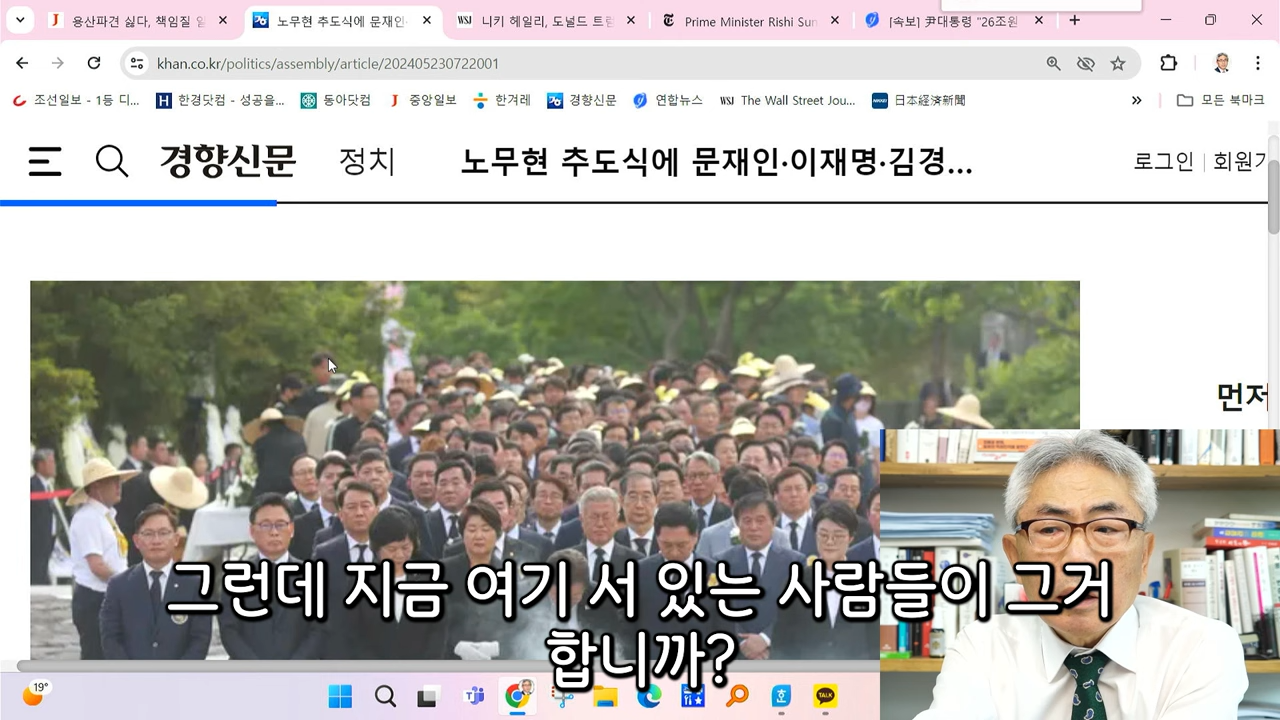 용산파견 싫다, 책임질 일
노무현 추도식에 문재인·
WSJ 니키 헤일리, 도널드 트럼
Prime Minister Rishi Sun
[속보] 尹대통령 "26조원
khan.co.kr/politics/assembly/article/202405230722001
조선일보 - 1등 디...
H 한경닷컴 - 성공을...
동아닷컴
J 중앙일보
한겨레
경향신문
연합뉴스
WSJ The Wall Street Jou...
NIKKEI 日本経済新聞
모든 북마크
경향신문
정치
노무현 추도식에 문재인·이재명·김경...
로그인 | 회원가
먼저
그런데 지금 여기 서 있는 사람들이 그거
합니까?
19°
TALK